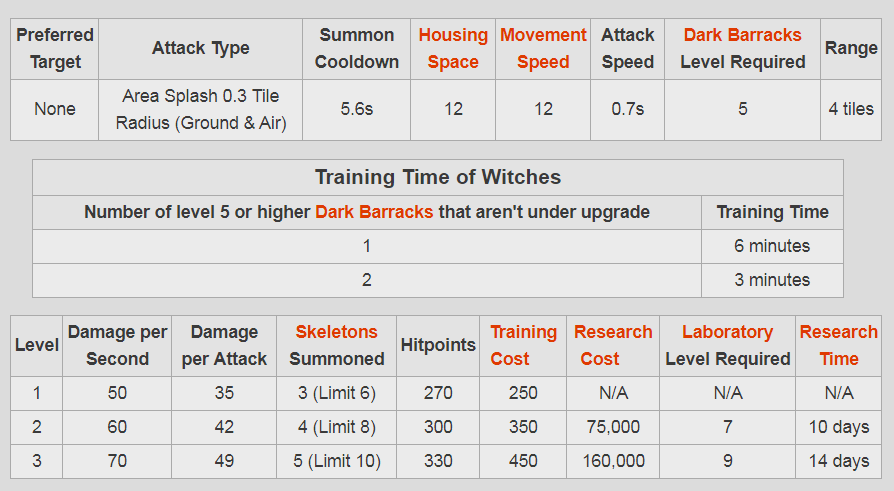 Preferred Target | Attack Type | Summon Cooldown | Housing Space | Movement Speed | Attack Speed | Dark Barracks Level Required | Range
None | Area Splash 0.3 Tile Radius (Ground & Air) | 5.6s | 12 | 12 | 0.7s | 5 | 4 tiles
Training Time of Witches
Number of level 5 or higher Dark Barracks that aren't under upgrade | Training Time
1 | 6 minutes
2 | 3 minutes
Level | Damage per Second | Damage per Attack | Skeletons Summoned | Hitpoints | Training Cost | Research Cost | Laboratory Level Required | Research Time
1 | 50 | 35 | 3 (Limit 6) | 270 | 250 | N/A | N/A | N/A
2 | 60 | 42 | 4 (Limit 8) | 300 | 350 | 75,000 | 7 | 10 days
3 | 70 | 49 | 5 (Limit 10) | 330 | 450 | 160,000 | 9 | 14 days